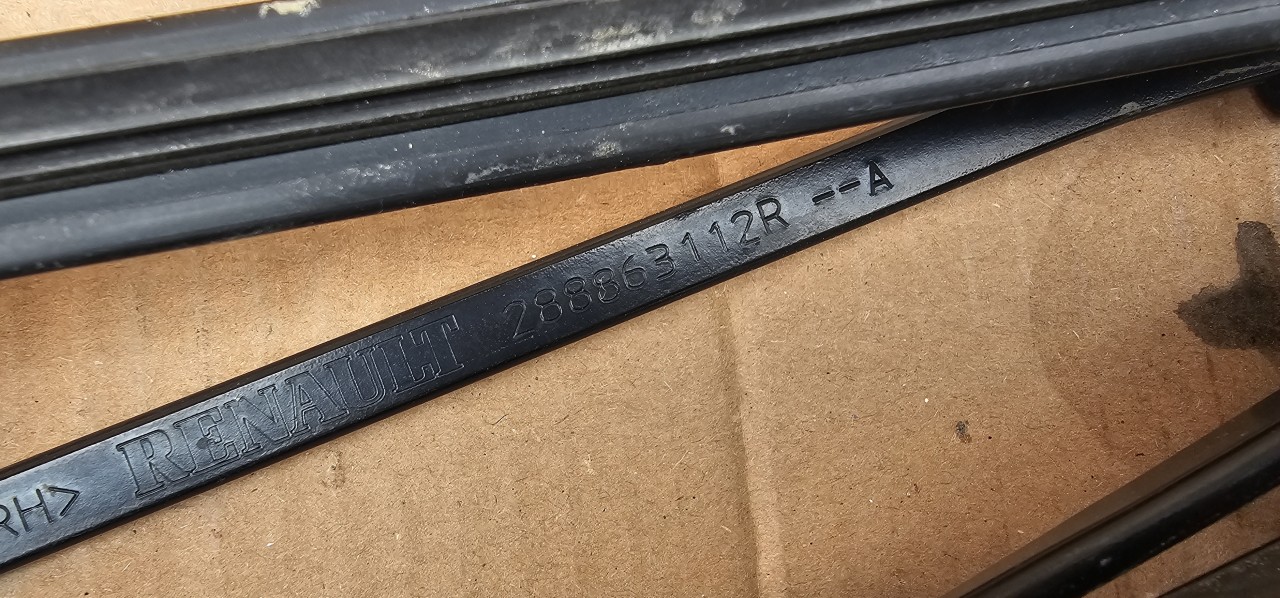 RH> RENAULT 288863112R --A